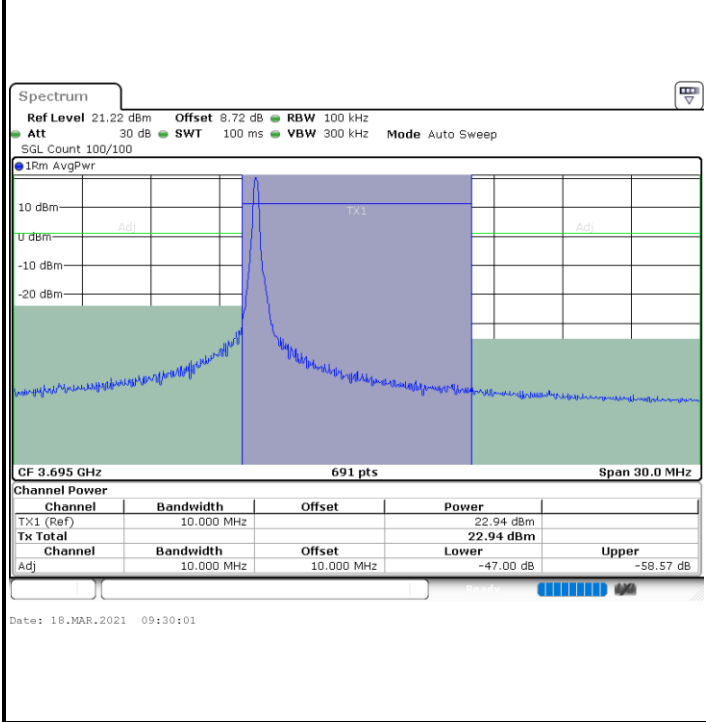 Spectrum
Ref Level 21.22 dBm Offset 8.72 dB RBW 100 kHz
Att 30 dB SWT 100 ms VBW 300 kHz Mode Auto Sweep
SGL Count 100/100
1Rm AvgPwr
10 dBm
TX1
Adj
Adj
0 dBm
-10 dBm
-20 dBm
CF 3.695 GHz 691 pts Span 30.0 MHz
Channel Power
Channel Bandwidth Offset Power
TX1 (Ref) 10.000 MHz 22.94 dBm
Tx Total 22.94 dBm
Channel Bandwidth Offset Lower Upper
Adj 10.000 MHz 10.000 MHz -47.00 dB -58.57 dB
Ready
Date: 18.MAR.2021 09:30:01